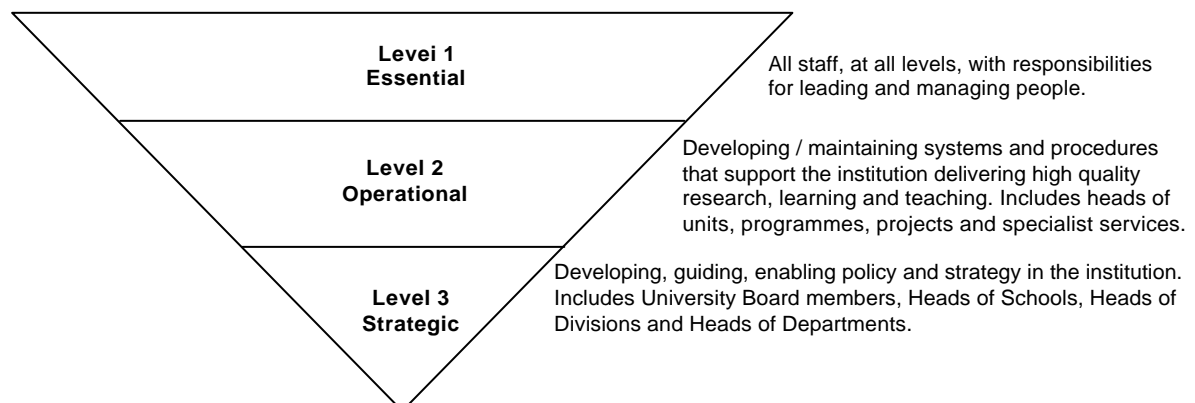 Levei 1
Essential
All staff, at all levels, with responsibilities
for leading and managing people.
Level 2
Operational
Developing / maintaining systems and procedures
that support the institution delivering high quality
research, learning and teaching. Includes heads of
units, programmes, projects and specialist services.
Level 3
Strategic
Developing, guiding, enabling policy and strategy in the institution.
Includes University Board members, Heads of Schools, Heads of
Divisions and Heads of Departments.